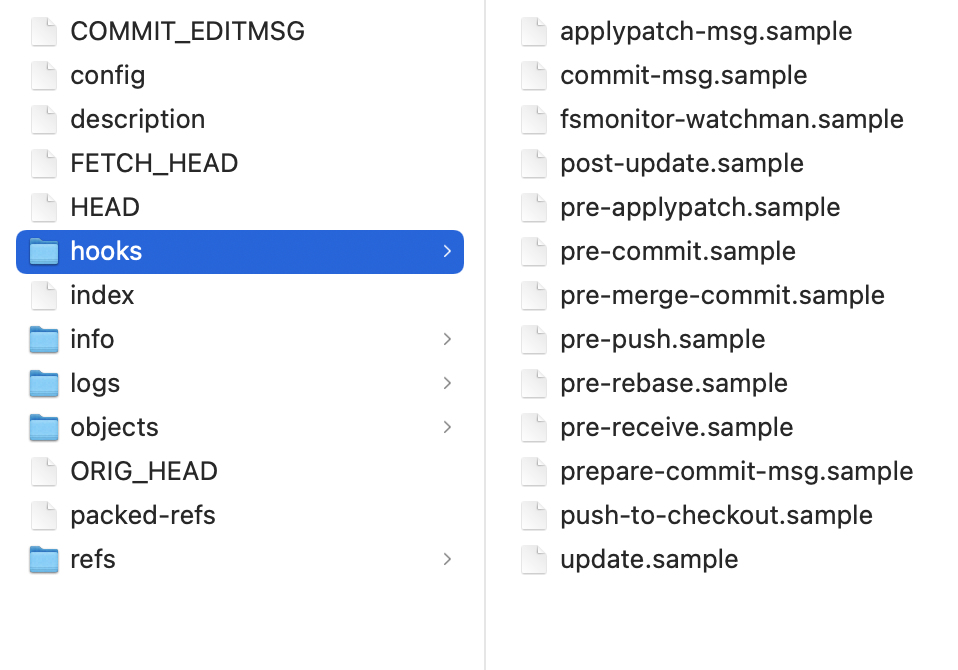 COMMIT_EDITMSG
config
description
FETCH_HEAD
HEAD
hooks
index
info
logs
objects
ORIG_HEAD
packed-refs
refs
applypatch-msg.sample
commit-msg.sample
fsmonitor-watchman.sample
post-update.sample
pre-applypatch.sample
pre-commit.sample
pre-merge-commit.sample
pre-push.sample
pre-rebase.sample
pre-receive.sample
prepare-commit-msg.sample
push-to-checkout.sample
update.sample